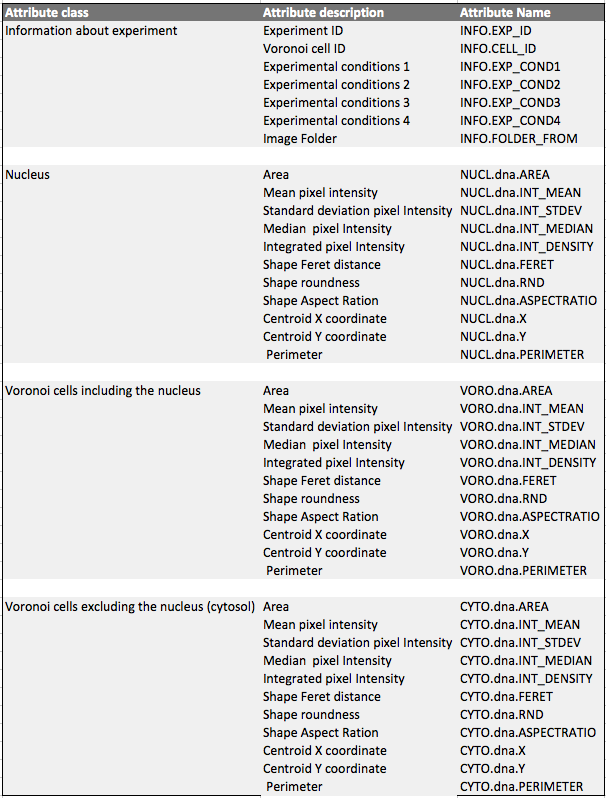 Attribute class Attribute description Attribute Name
Information about experiment Experiment ID INFO.EXP_ID
Voronoi cell ID INFO.CELL_ID
Experimental conditions 1 INFO.EXP_COND1
Experimental conditions 2 INFO.EXP_COND2
Experimental conditions 3 INFO.EXP_COND3
Experimental conditions 4 INFO.EXP_COND4
Image Folder INFO.FOLDER_FROM
Nucleus Area NUCL.dna.AREA
Mean pixel intensity NUCL.dna.INT_MEAN
Standard deviation pixel Intensity NUCL.dna.INT_STDEV
Median pixel Intensity NUCL.dna.INT_MEDIAN
Integrated pixel Intensity NUCL.dna.INT_DENSITY
Shape Feret distance NUCL.dna.FERET
Shape roundness NUCL.dna.RND
Shape Aspect Ration NUCL.dna.ASPECTRATIO
Centroid X coordinate NUCL.dna.X
Centroid Y coordinate NUCL.dna.Y
Perimeter NUCL.dna.PERIMETER
Voronoi cells including the nucleus Area VORO.dna.AREA
Mean pixel intensity VORO.dna.INT_MEAN
Standard deviation pixel Intensity VORO.dna.INT_STDEV
Median pixel Intensity VORO.dna.INT_MEDIAN
Integrated pixel Intensity VORO.dna.INT_DENSITY
Shape Feret distance VORO.dna.FERET
Shape roundness VORO.dna.RND
Shape Aspect Ration VORO.dna.ASPECTRATIO
Centroid X coordinate VORO.dna.X
Centroid Y coordinate VORO.dna.Y
Perimeter VORO.dna.PERIMETER
Voronoi cells excluding the nucleus (cytosol) Area CYTO.dna.AREA
Mean pixel intensity CYTO.dna.INT_MEAN
Standard deviation pixel Intensity CYTO.dna.INT_STDEV
Median pixel Intensity CYTO.dna.INT_MEDIAN
Integrated pixel Intensity CYTO.dna.INT_DENSITY
Shape Feret distance CYTO.dna.FERET
Shape roundness CYTO.dna.RND
Shape Aspect Ration CYTO.dna.ASPECTRATIO
Centroid X coordinate CYTO.dna.X
Centroid Y coordinate CYTO.dna.Y
Perimeter CYTO.dna.PERIMETER